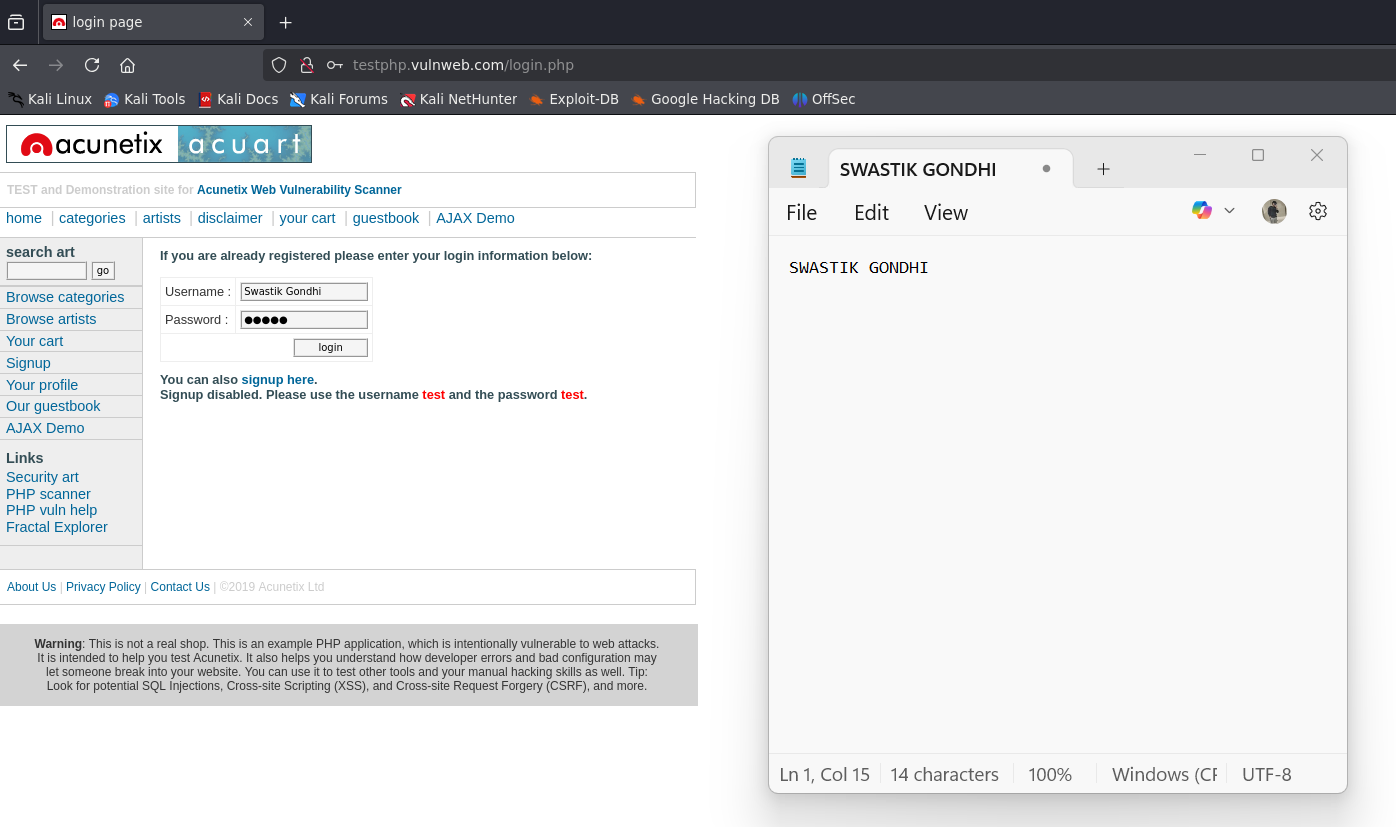 login page
testphp.vulnweb.com/login.php
Kali Linux Kali Tools Kali Docs Kali Forums Kali NetHunter Exploit-DB Google Hacking DB OffSec
acunetix acuart
TEST and Demonstration site for Acunetix Web Vulnerability Scanner
home | categories | artists | disclaimer | your cart | guestbook | AJAX Demo
search art
go
Browse categories
Browse artists
Your cart
Signup
Your profile
Our guestbook
AJAX Demo
Links
Security art
PHP scanner
PHP vuln help
Fractal Explorer
If you are already registered please enter your login information below:
Username : Swastik Gondhi
Password : ●●●●●
login
You can also signup here.
Signup disabled. Please use the username test and the password test.
About Us | Privacy Policy | Contact Us | ©2019 Acunetix Ltd
Warning: This is not a real shop. This is an example PHP application, which is intentionally vulnerable to web attacks.
It is intended to help you test Acunetix. It also helps you understand how developer errors and bad configuration may
let someone break into your website. You can use it to test other tools and your manual hacking skills as well. Tip:
Look for potential SQL Injections, Cross-site Scripting (XSS), and Cross-site Request Forgery (CSRF), and more.
SWASTIK GONDHI
File Edit View
SWASTIK GONDHI
Ln 1, Col 15 14 characters 100% Windows (CF UTF-8